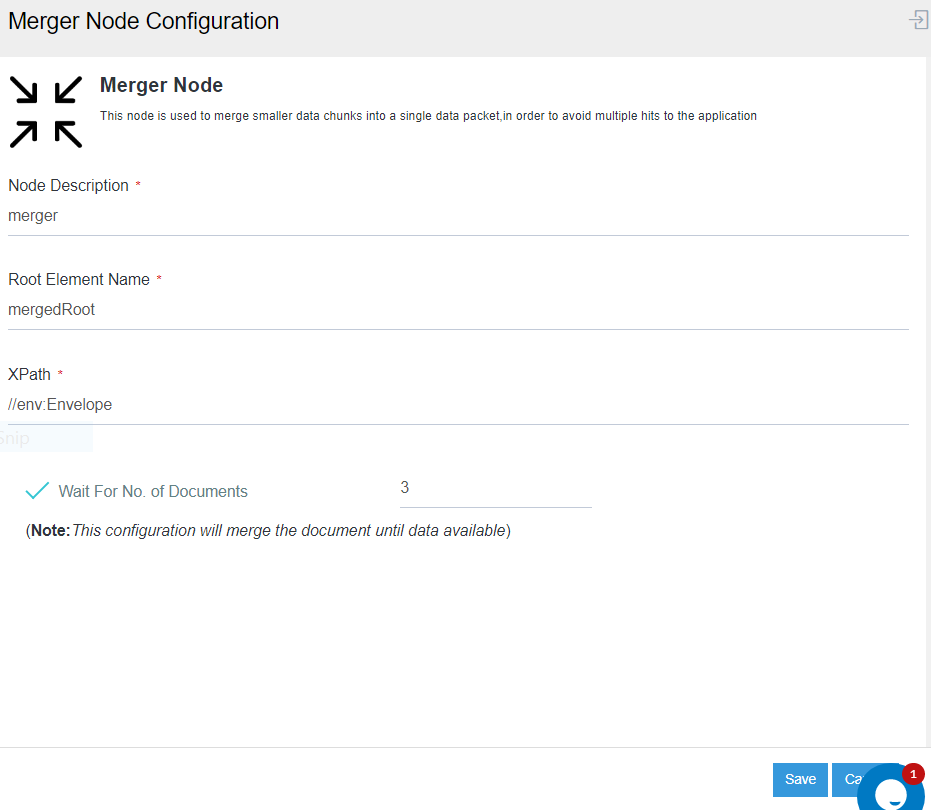 Merger Node Configuration
Merger Node
This node is used to merge smaller data chunks into a single data packet,in order to avoid multiple hits to the application
Node Description *
merger
Root Element Name *
mergedRoot
XPath *
//env:Envelope
Snip
Wait For No. of Documents 3
(Note:This configuration will merge the document until data available)
Save
1